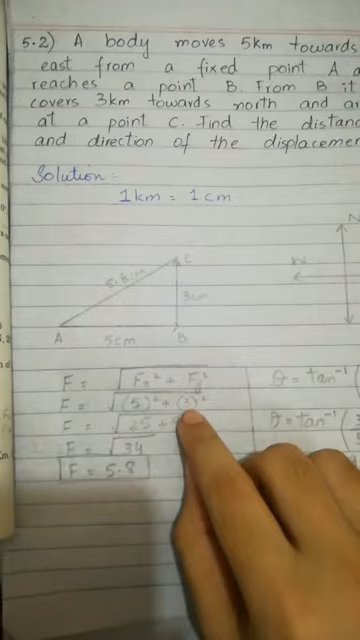 5.2) A body moves 5km towards
east from a fixed point A
reaches a point B. From B it
covers 3km towards north and
at a point C. Find the
and direction of the
Solution:-
1km = 1cm
N
C
5.8cm
3cm
W
A
5cm
B
F = √Fx² + Fy²
θ = tan⁻¹(
F = √(5)² + (3)²
F = √25 +
θ = tan⁻¹(
F = √34
F = 5.8